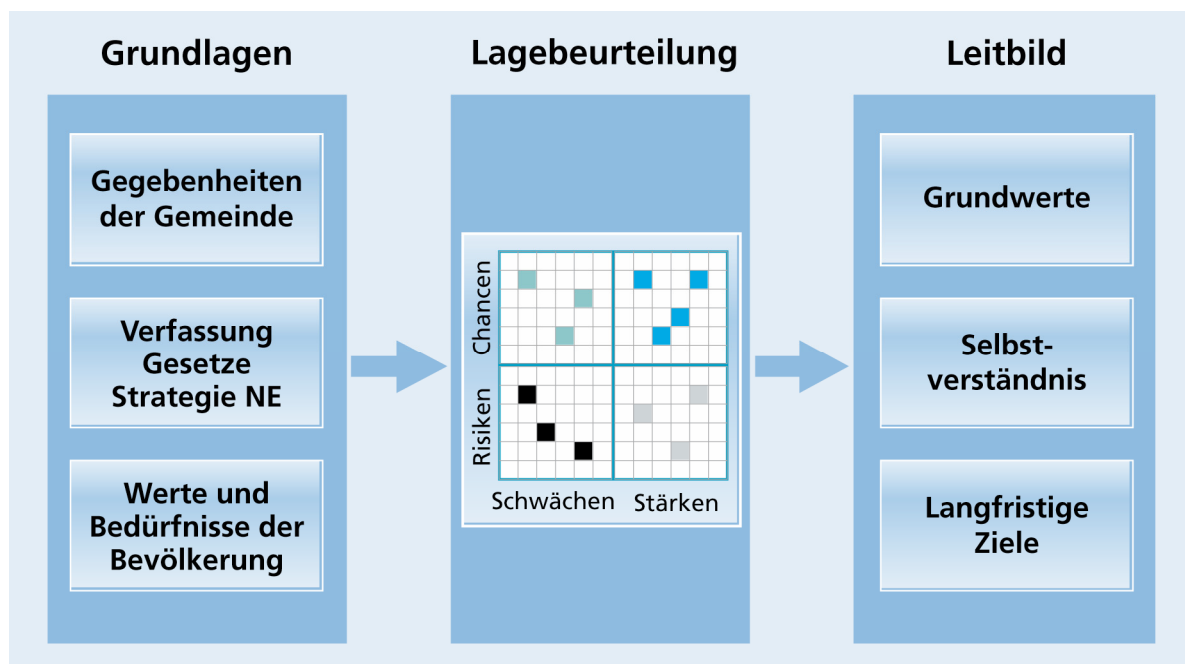 Grundlagen
Gegebenheiten
der Gemeinde
Verfassung
Gesetze
Strategie NE
Werte und
Bedürfnisse der
Bevölkerung
Lagebeurteilung
Chancen
Risiken
Schwächen
Stärken
Leitbild
Grundwerte
Selbst-
verständnis
Langfristige
Ziele